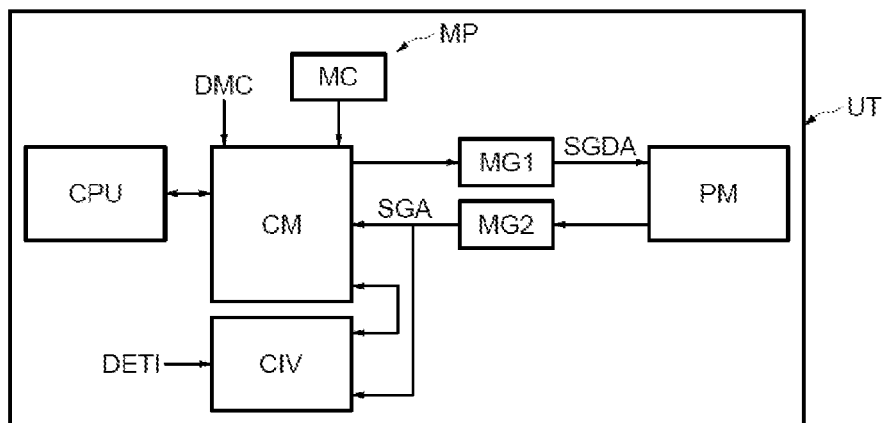 MP
MC
DMC
UT
MG1
SGDA
CPU
CM
SGA
MG2
PM
DETI
CIV